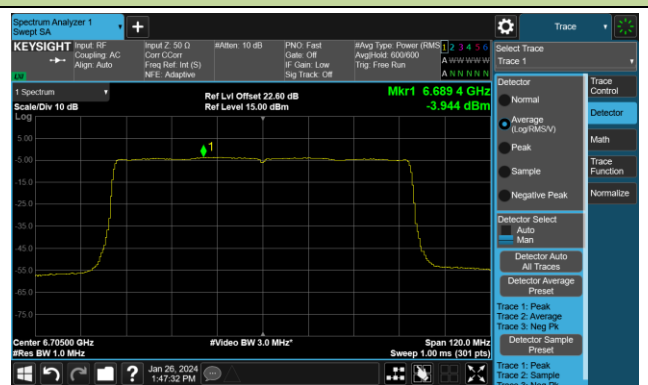 Spectrum Analyzer 1
Swept SA
+
Trace
KEYSIGHT
Input: RF
Coupling: AC
Align: Auto
Input Z: 50 Ω
Corr CCorr
Freq Ref: Int (S)
NFE: Adaptive
#Atten: 10 dB
PNO: Fast
Gate: Off
IF Gain: Low
Sig Track: Off
#Avg Type: Power (RMS
Avg|Hold: 600/600
Trig: Free Run
1 2 3 4 5 6
A W W W W W
A N N N N N
Select Trace
Trace 1
1 Spectrum
Scale/Div 10 dB
Ref Lvl Offset 22.60 dB
Ref Level 15.00 dBm
Mkr1 6.689 4 GHz
-3.944 dBm
Log
5.00
-5.00
-15.0
-25.0
-35.0
-45.0
-55.0
-65.0
-75.0
1
Center 6.70500 GHz
#Res BW 1.0 MHz
#Video BW 3.0 MHz*
Span 120.0 MHz
Sweep 1.00 ms (301 pts)
Jan 26, 2024
1:47:32 PM
Detector
Normal
Average
(Log/RMS/V)
Peak
Sample
Negative Peak
Detector Select
Auto
Man
Detector Auto
All Traces
Detector Average
Preset
Trace 1: Peak
Trace 2: Average
Trace 3: Neg Pk
Detector Sample
Preset
Trace 1: Peak
Trace 2: Sample
Trace 3: Neg Pk
Trace
Control
Detector
Math
Trace
Function
Normalize